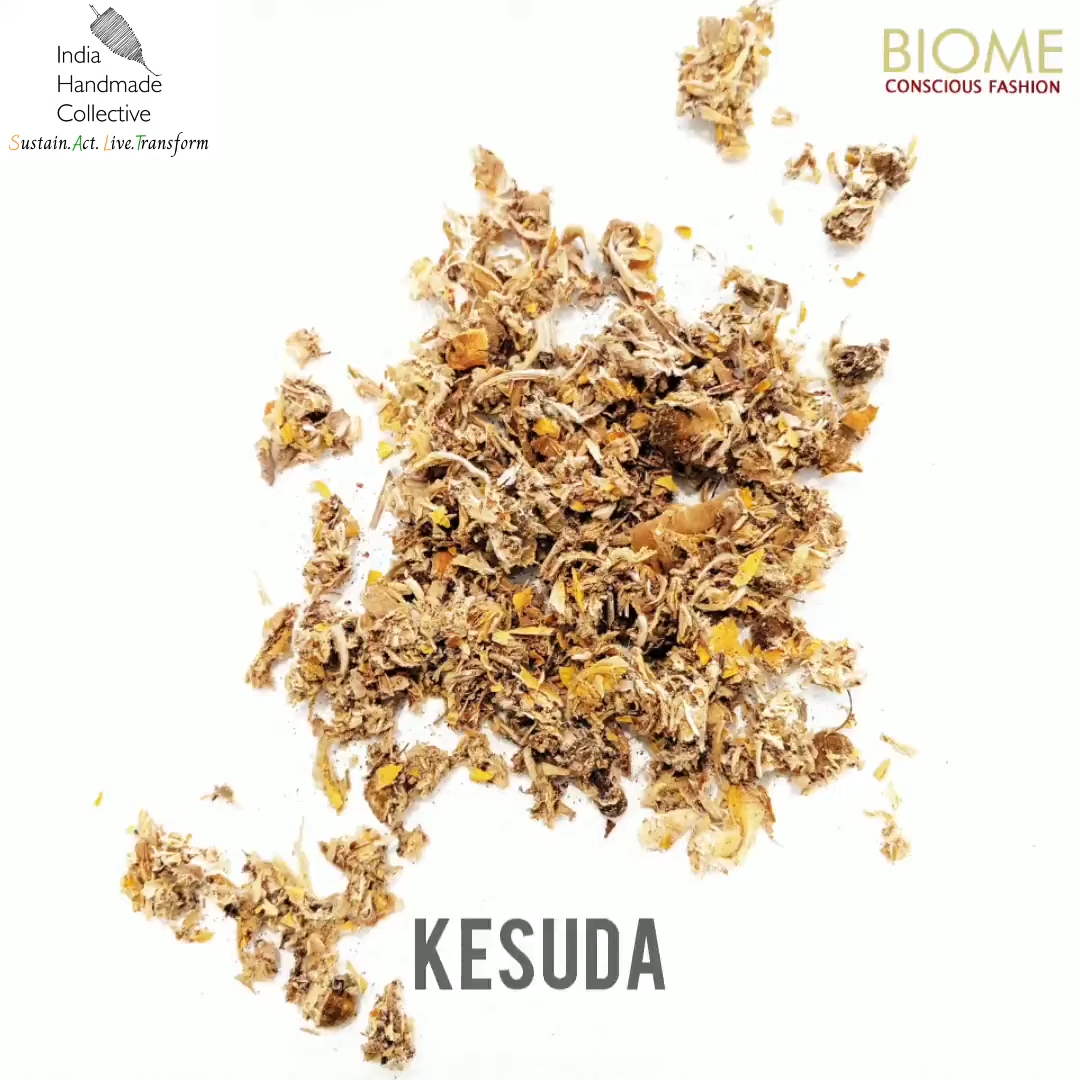 India
Handmade
Collective
Sustain.Act. Live.Transform
BIOME
CONSCIOUS FASHION
KESUDA